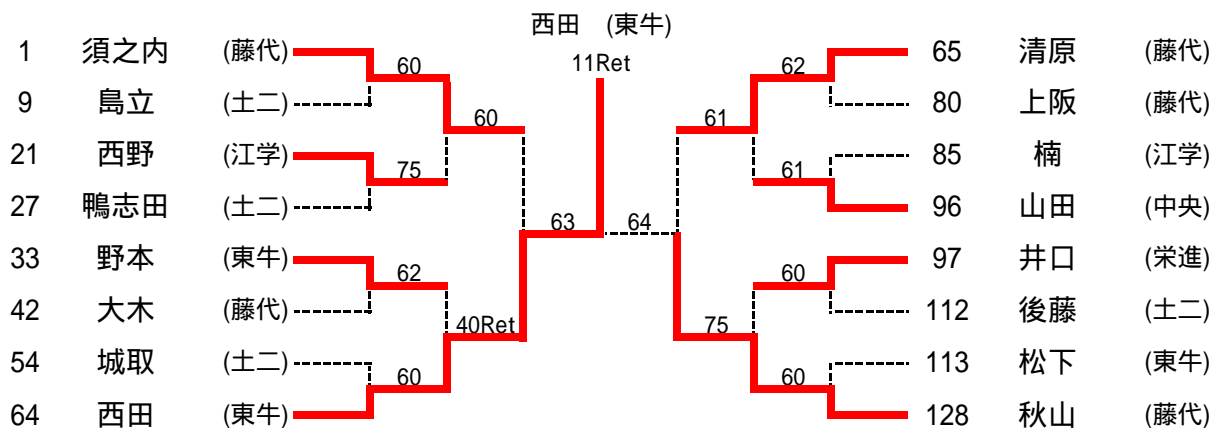 西田 (東牛)
11Ret
1 須之内 (藤代) 60 62 65 清原 (藤代)
9 島立 (土二) 60 61 80 上阪 (藤代)
21 西野 (江学) 75 61 85 楠 (江学)
27 鴨志田 (土二) 63 64 96 山田 (中央)
33 野本 (東牛) 62 60 97 井口 (栄進)
42 大木 (藤代) 40Ret 75 112 後藤 (土二)
54 城取 (土二) 60 60 113 松下 (東牛)
64 西田 (東牛) 128 秋山 (藤代)